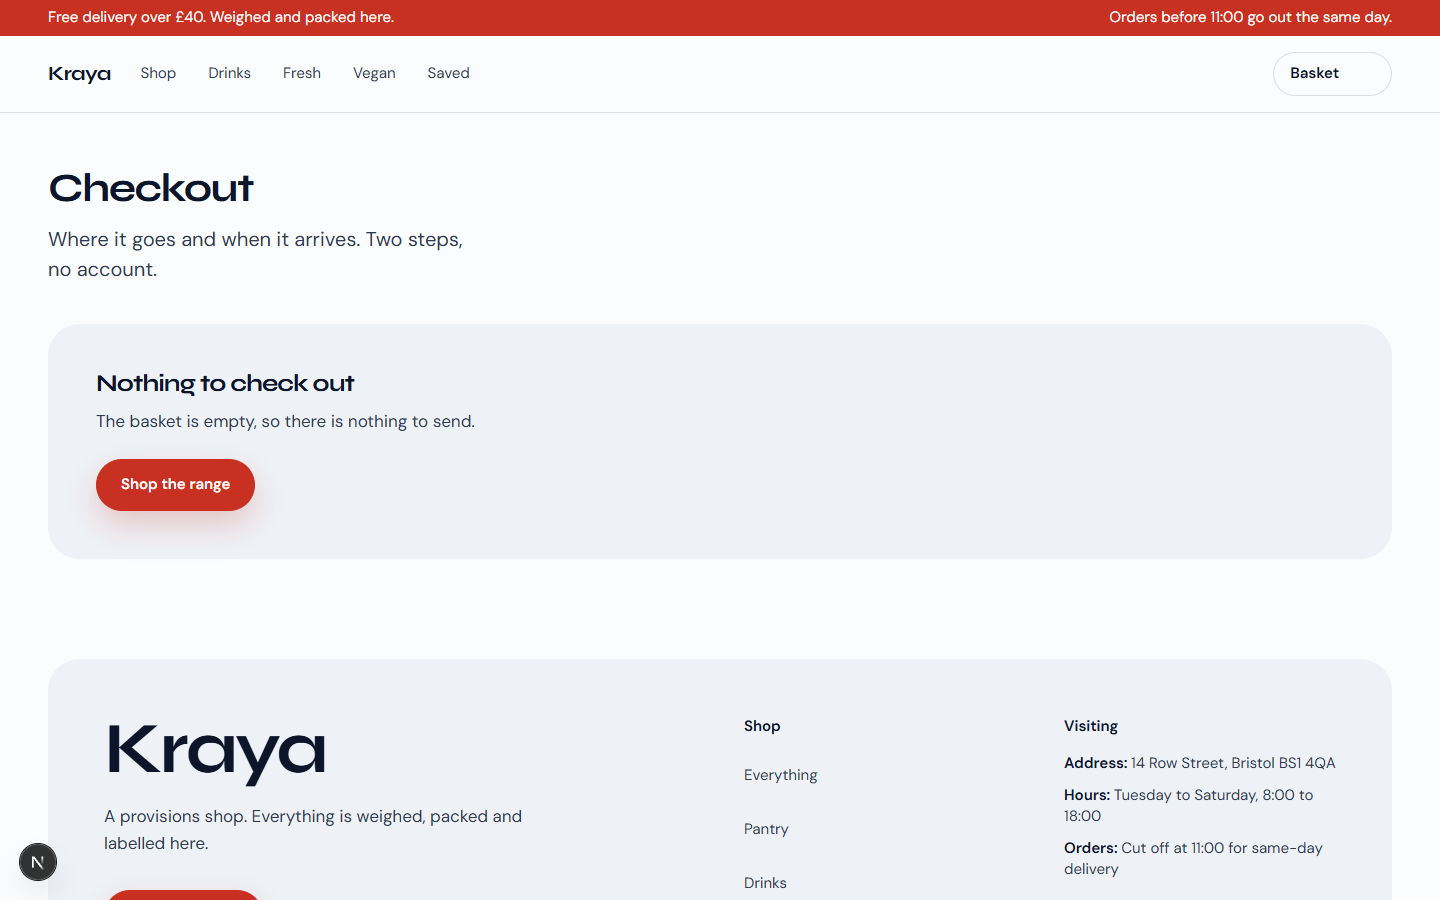 Free delivery over £40. Weighed and packed here.
Orders before 11:00 go out the same day.
Kraya
Shop
Drinks
Fresh
Vegan
Saved
Basket
Checkout
Where it goes and when it arrives. Two steps,
no account.
Nothing to check out
The basket is empty, so there is nothing to send.
Shop the range
Kraya
A provisions shop. Everything is weighed, packed and
labelled here.
Shop
Everything
Pantry
Drinks
Visiting
Address: 14 Row Street, Bristol BS1 4QA
Hours: Tuesday to Saturday, 8:00 to
18:00
Orders: Cut off at 11:00 for same-day
delivery
N